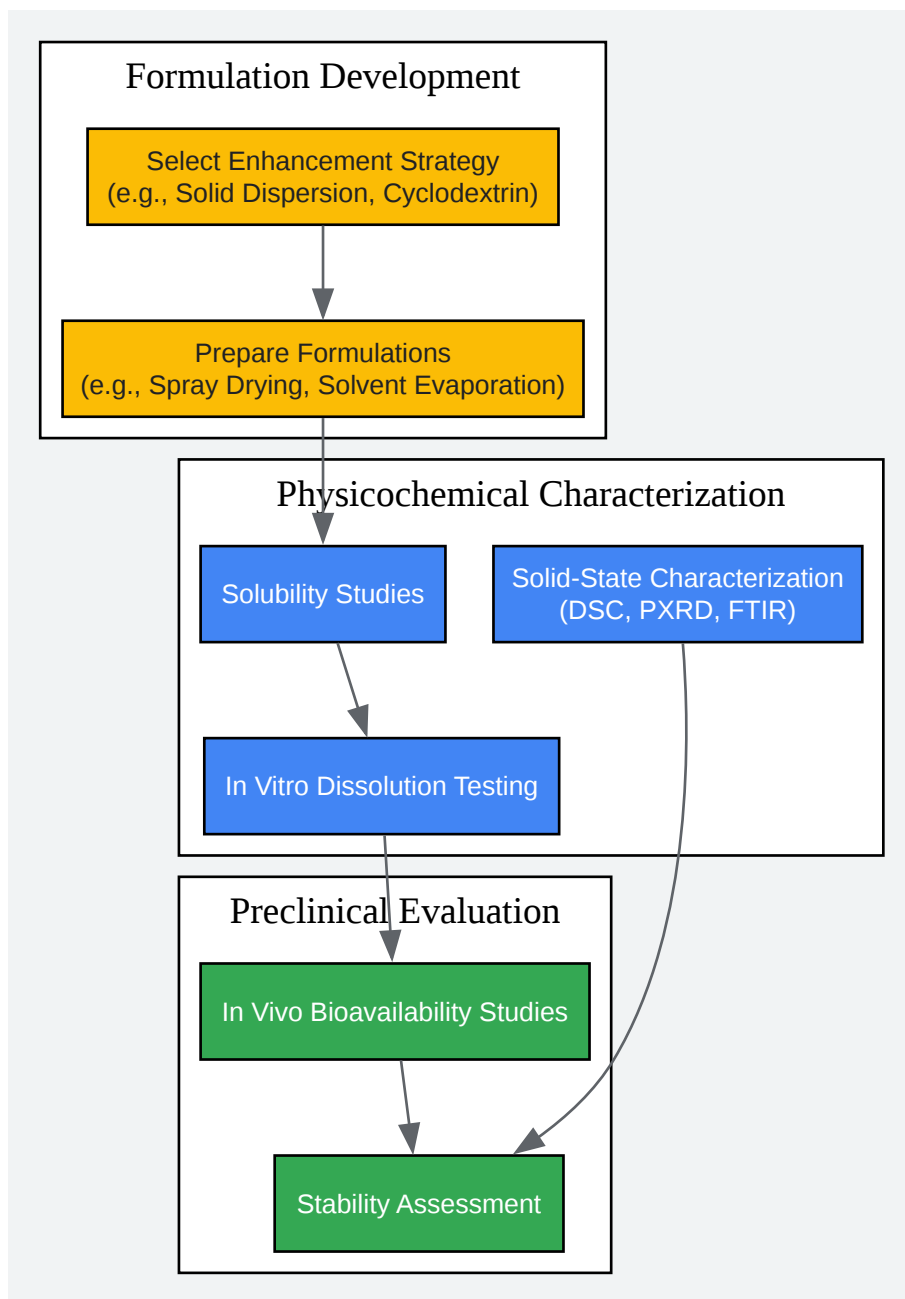 Formulation Development
Select Enhancement Strategy
(e.g., Solid Dispersion, Cyclodextrin)
Prepare Formulations
(e.g., Spray Drying, Solvent Evaporation)
Physicochemical Characterization
Solubility Studies
Solid-State Characterization
(DSC, PXRD, FTIR)
In Vitro Dissolution Testing
Preclinical Evaluation
In Vivo Bioavailability Studies
Stability Assessment